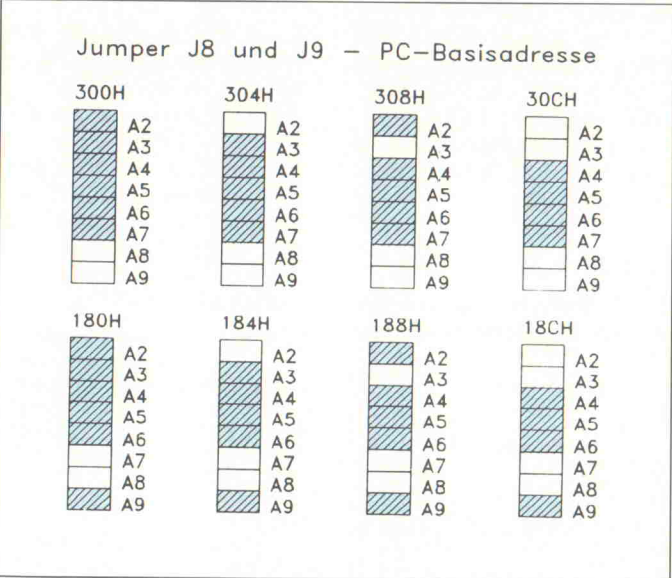 Jumper J8 und J9 – PC–Basisadresse
300H 304H 308H 30CH
A2 A2 A2 A2
A3 A3 A3 A3
A4 A4 A4 A4
A5 A5 A5 A5
A6 A6 A6 A6
A7 A7 A7 A7
A8 A8 A8 A8
A9 A9 A9 A9
180H 184H 188H 18CH
A2 A2 A2 A2
A3 A3 A3 A3
A4 A4 A4 A4
A5 A5 A5 A5
A6 A6 A6 A6
A7 A7 A7 A7
A8 A8 A8 A8
A9 A9 A9 A9